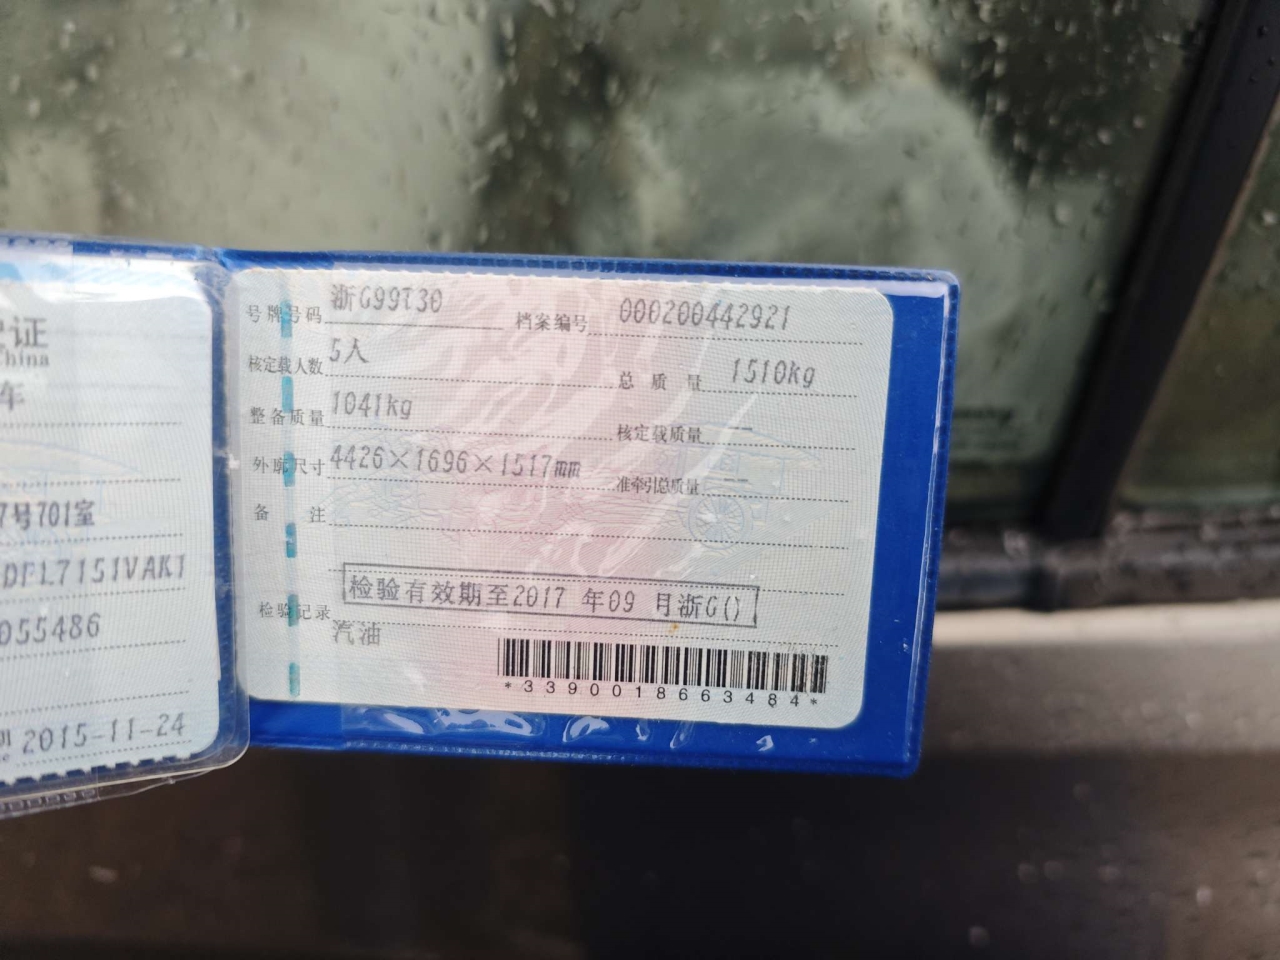 证
China
车
7号701室
DFL7151VAK1
055486
2015-11-24
号牌号码 浙G99T30 档案编号 000200442921
核定载人数 5人 总质量 1510kg
整备质量 1041kg 核定载质量 --
外廓尺寸 4426×1696×1517mm 准牵引总质量 --
备注
检验记录 检验有效期至2017 年09 月浙G()
汽油
*3390018663484*